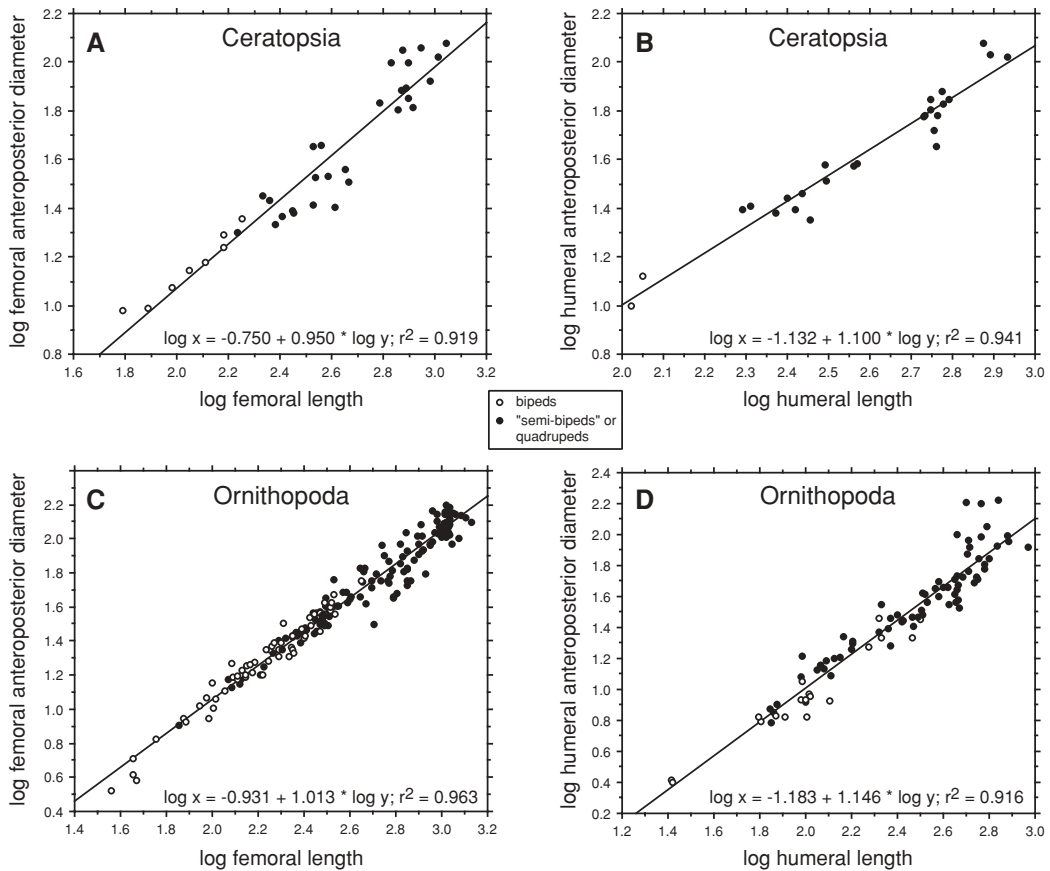 A
Ceratopsia
log femoral anteroposterior diameter
2.2
2.0
1.8
1.6
1.4
1.2
1.0
0.8
log x = -0.750 + 0.950 * log y; r2 = 0.919
1.6 1.8 2.0 2.2 2.4 2.6 2.8 3.0 3.2
log femoral length
B
Ceratopsia
log humeral anteroposterior diameter
2.2
2.0
1.8
1.6
1.4
1.2
1.0
0.8
log x = -1.132 + 1.100 * log y; r2 = 0.941
2.0 2.1 2.2 2.3 2.4 2.5 2.6 2.7 2.8 2.9 3.0
log humeral length
bipeds
"semi-bipeds" or
quadrupeds
C
Ornithopoda
log femoral anteroposterior diameter
2.2
2.0
1.8
1.6
1.4
1.2
1.0
0.8
0.6
0.4
log x = -0.931 + 1.013 * log y; r2 = 0.963
1.4 1.6 1.8 2.0 2.2 2.4 2.6 2.8 3.0 3.2
log femoral length
D
Ornithopoda
log humeral anteroposterior diameter
2.4
2.2
2.0
1.8
1.6
1.4
1.2
1.0
0.8
0.6
0.4
0.2
log x = -1.183 + 1.146 * log y; r2 = 0.916
1.2 1.4 1.6 1.8 2.0 2.2 2.4 2.6 2.8 3.0
log humeral length